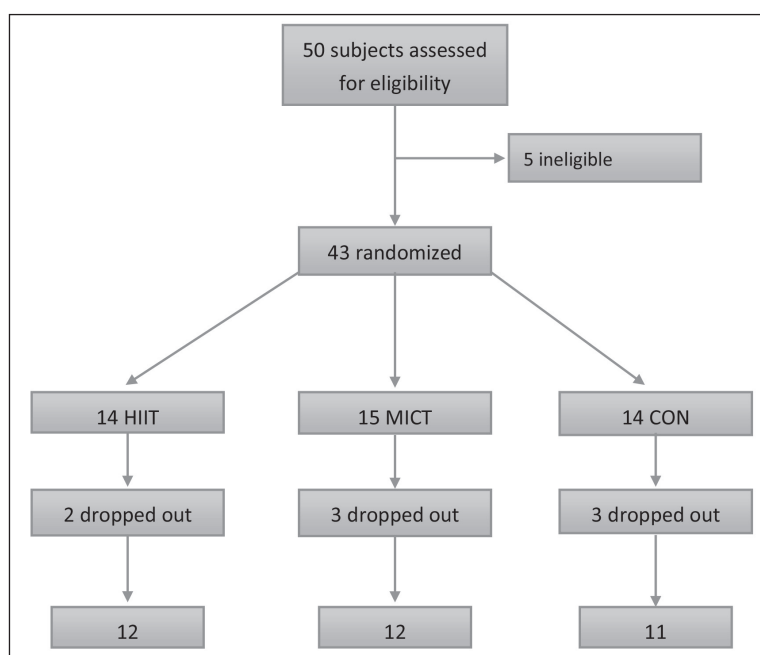 50 subjects assessed
for eligibility
5 ineligible
43 randomized
14 HIIT
15 MICT
14 CON
2 dropped out
3 dropped out
3 dropped out
12
12
11